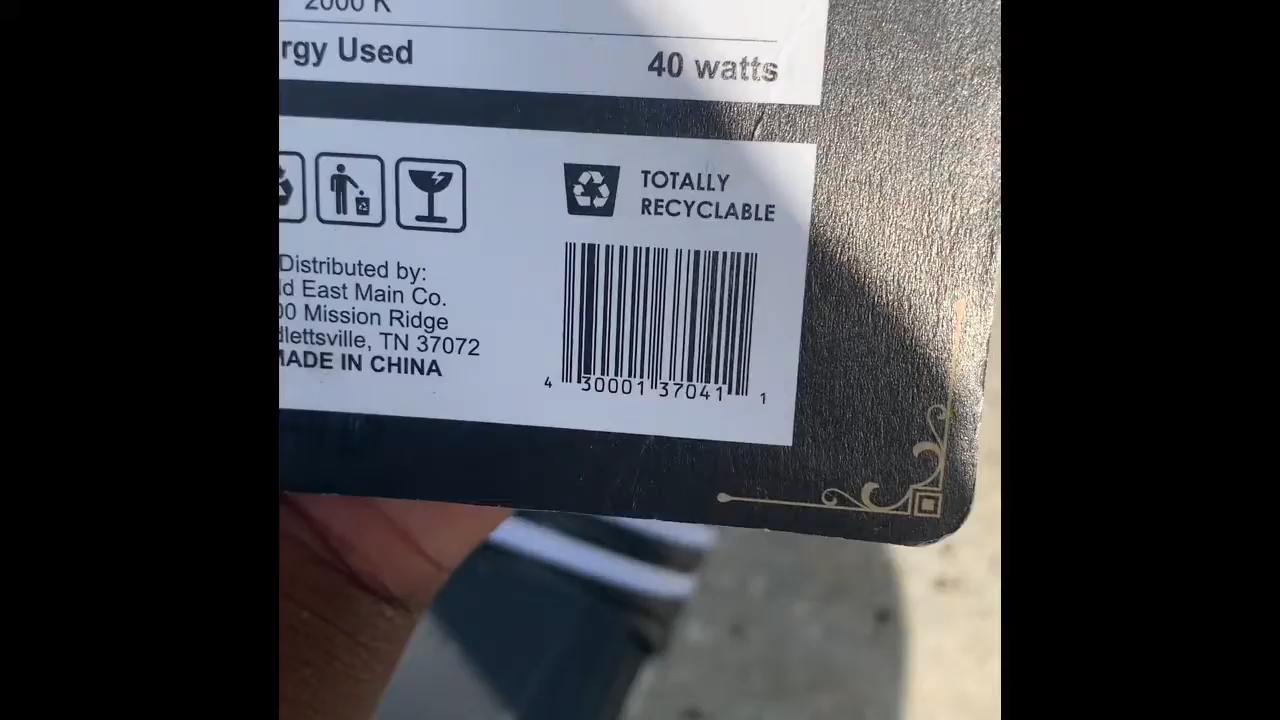 2000 K
rgy Used 40 watts
TOTALLY
RECYCLABLE
Distributed by:
ld East Main Co.
00 Mission Ridge
dlettsville, TN 37072
MADE IN CHINA
4 30001 37041 1